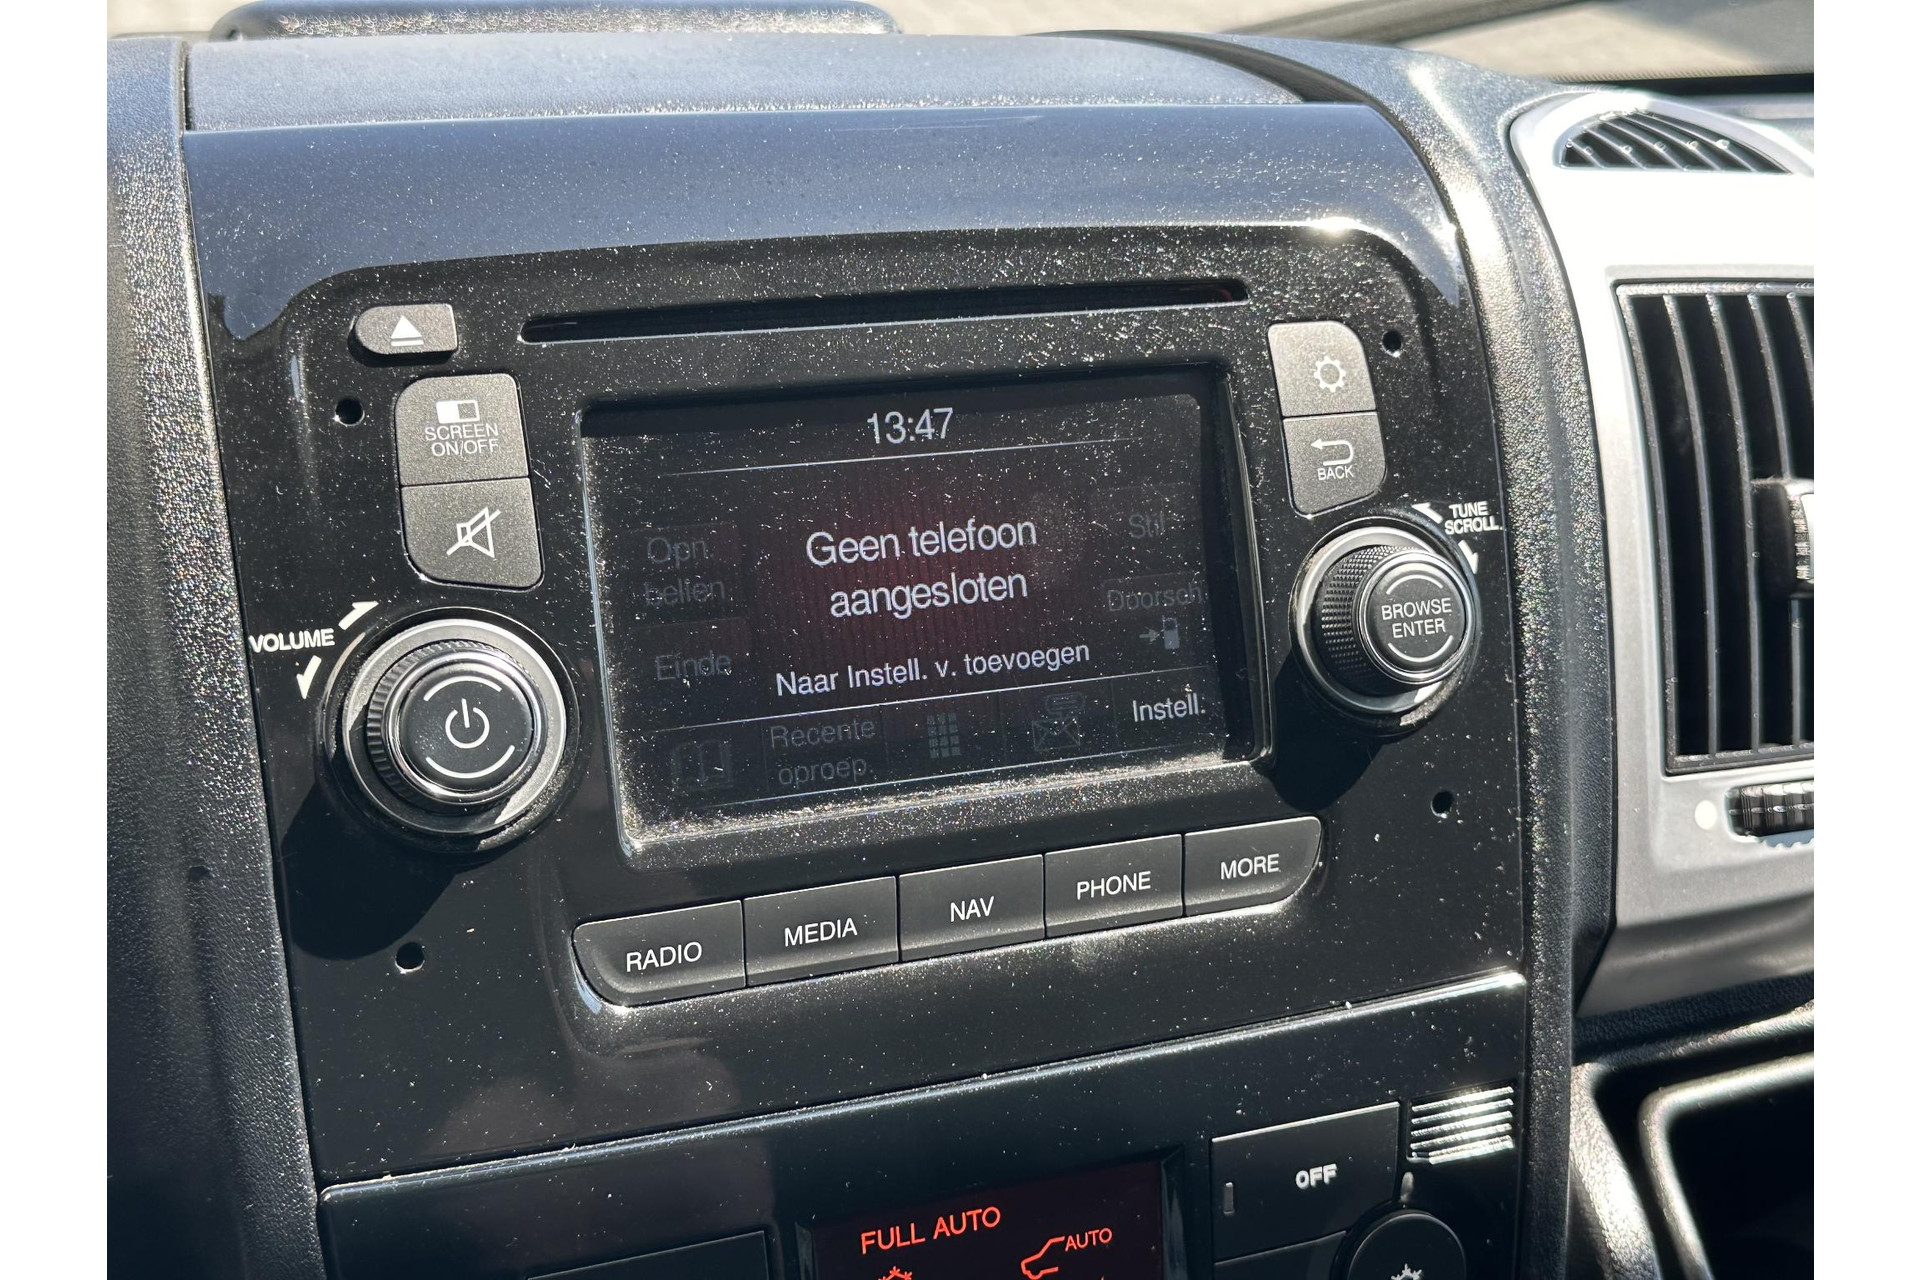 SCREEN
ON/OFF
VOLUME
13:47
Geen telefoon
aangesloten
Naar Instell. v. toevoegen
Opn
bellen
Einde
Stil
Doorsch
Recente
oproep.
Instell.
BACK
TUNE
SCROLL
BROWSE
ENTER
RADIO
MEDIA
NAV
PHONE
MORE
OFF
FULL AUTO
AUTO